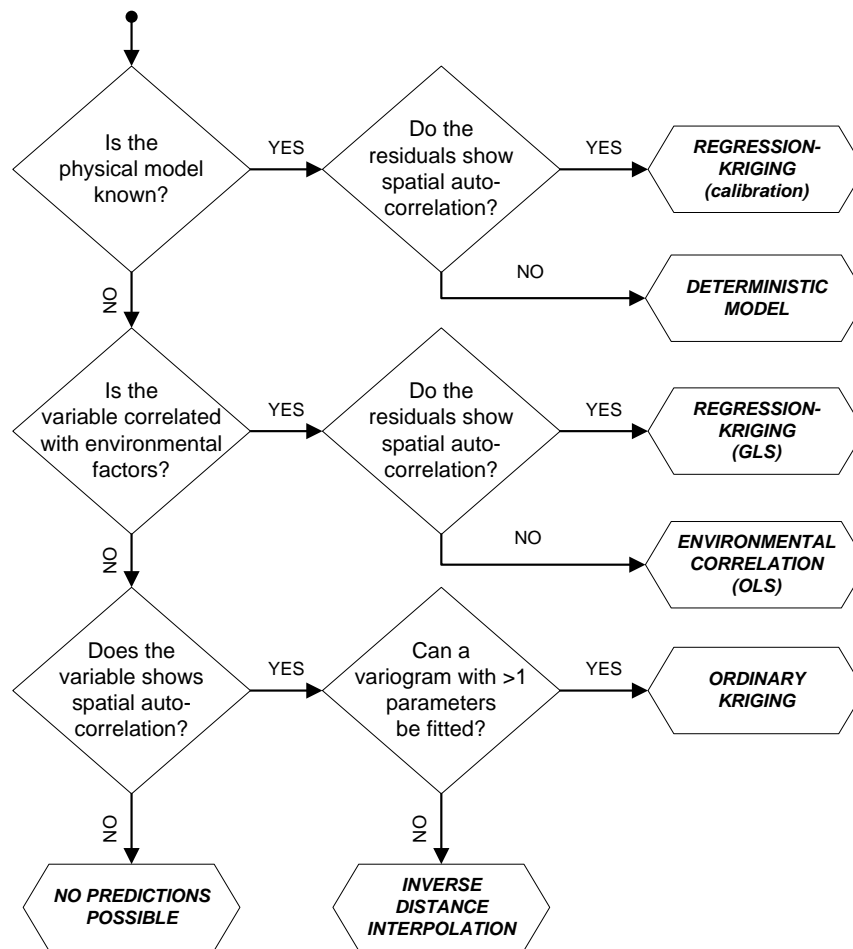 Is the
physical model
known?
YES
Do the
residuals show
spatial auto-
correlation?
YES
REGRESSION-
KRIGING
(calibration)
NO
DETERMINISTIC
MODEL
NO
Is the
variable correlated
with environmental
factors?
YES
Do the
residuals show
spatial auto-
correlation?
YES
REGRESSION-
KRIGING
(GLS)
NO
ENVIRONMENTAL
CORRELATION
(OLS)
NO
Does the
variable shows
spatial auto-
correlation?
YES
Can a
variogram with >1
parameters
be fitted?
YES
ORDINARY
KRIGING
NO
NO PREDICTIONS
POSSIBLE
NO
INVERSE
DISTANCE
INTERPOLATION